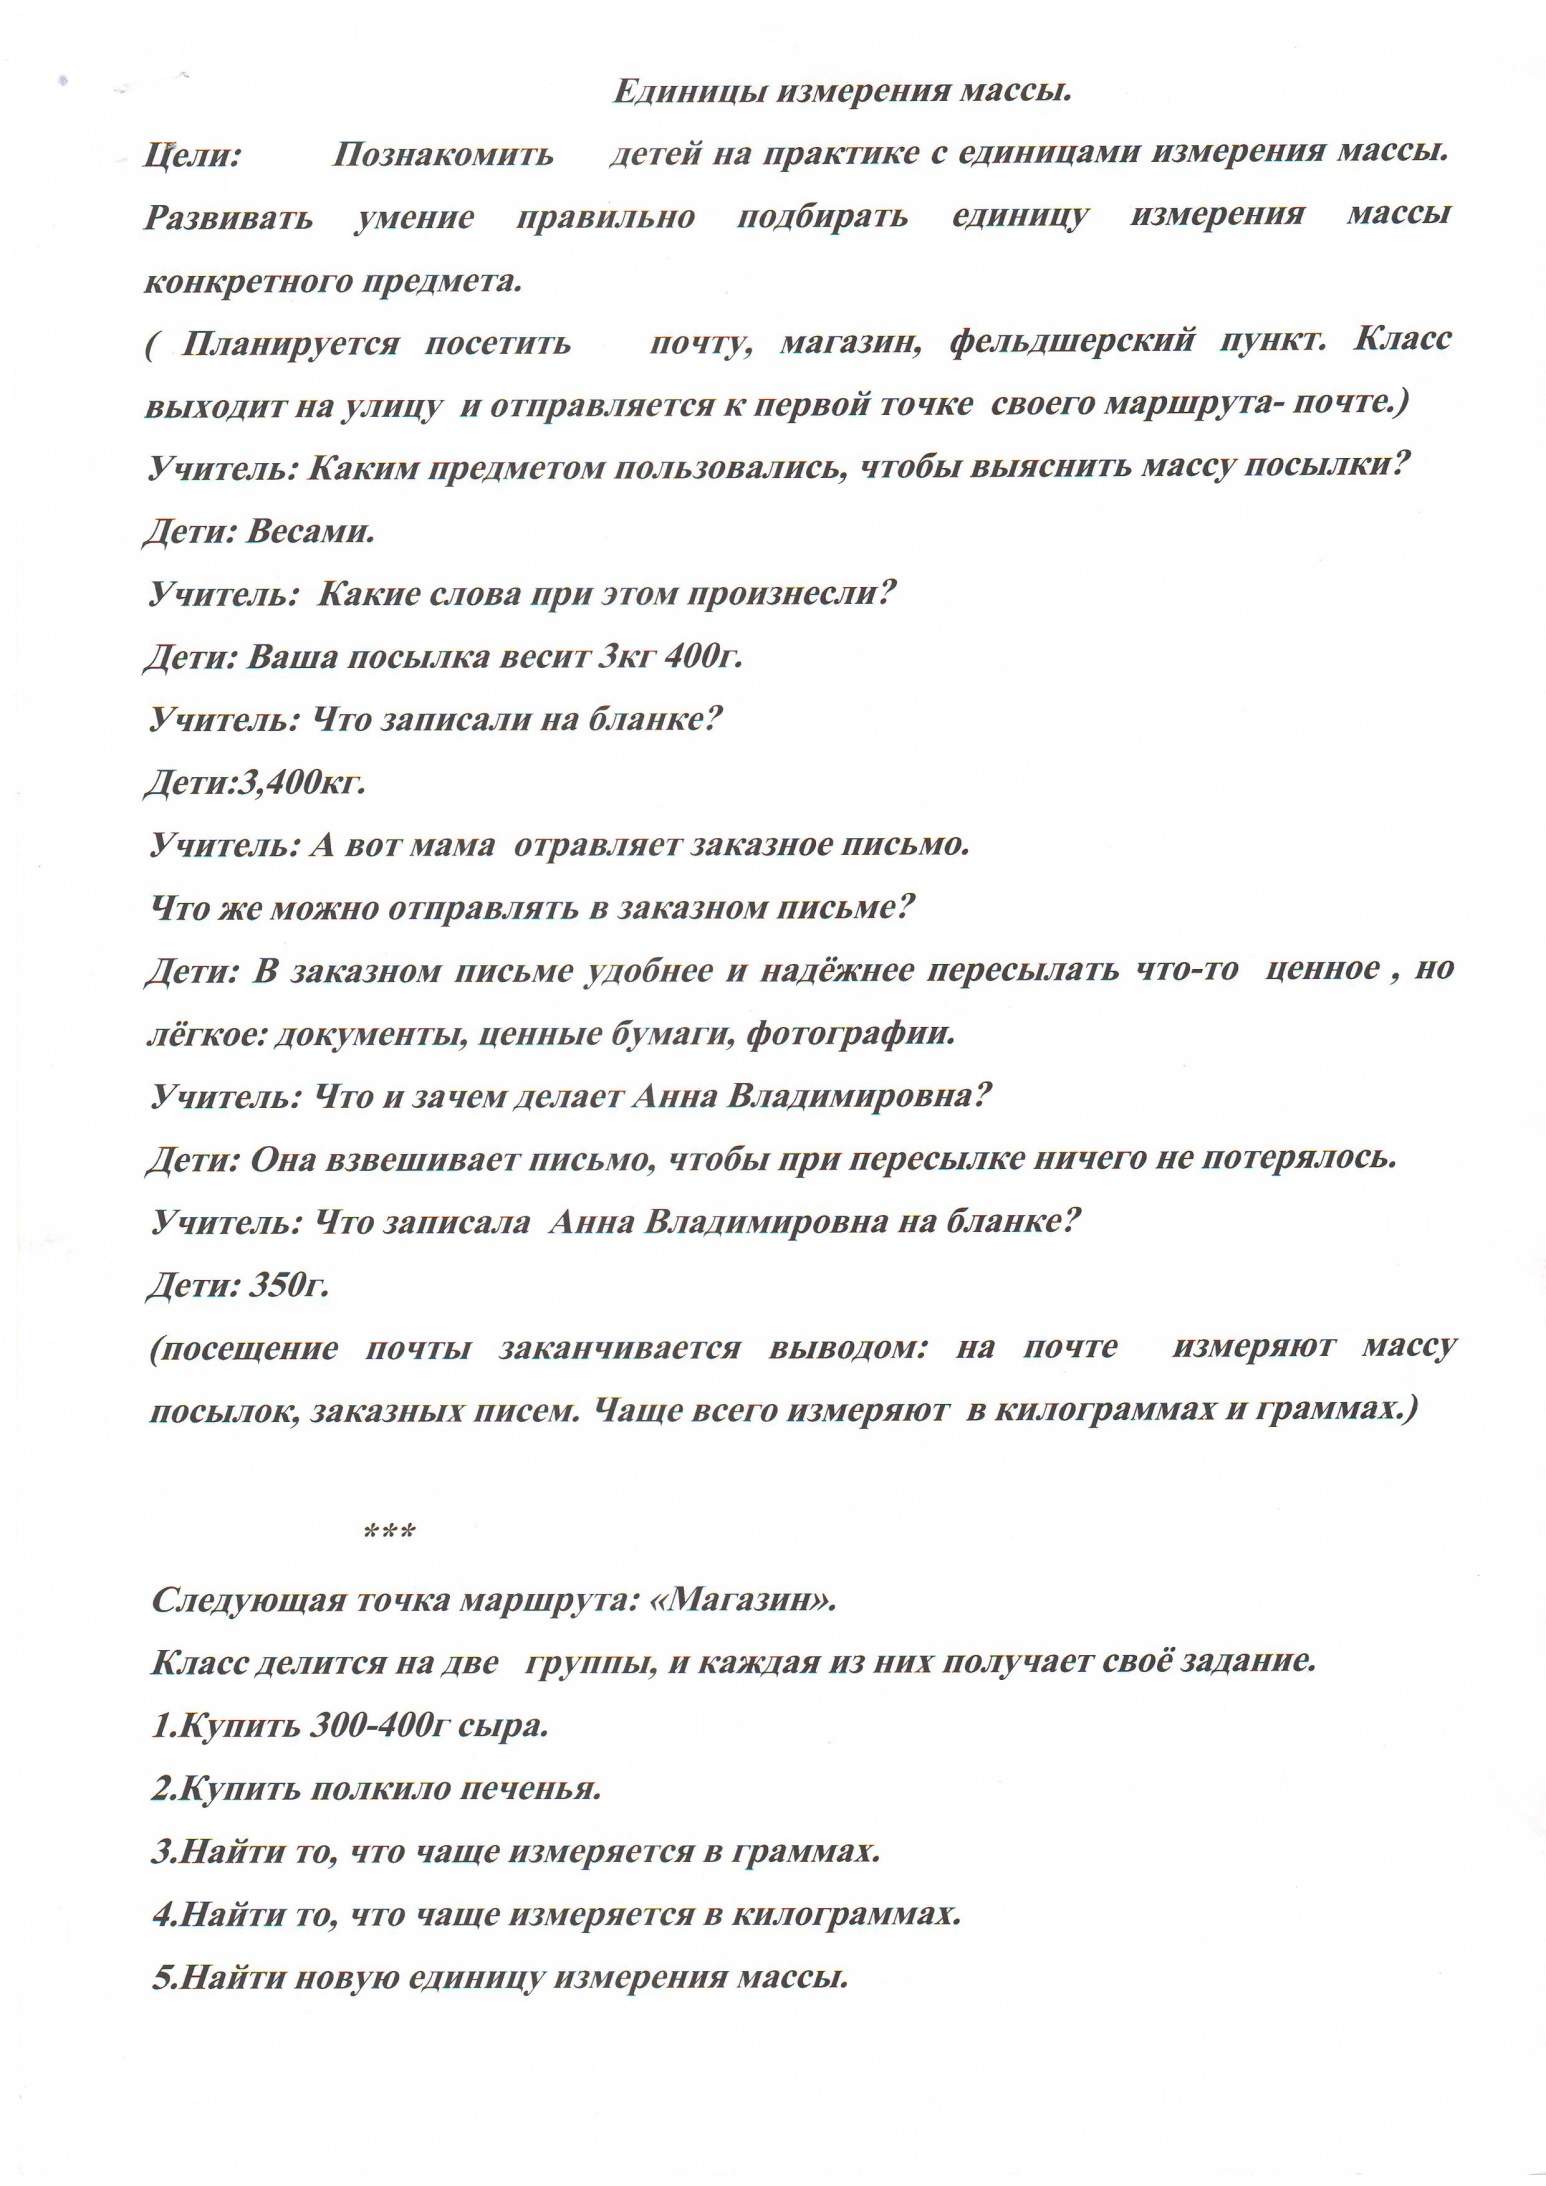 Единицы измерения массы.
Цели: Познакомить детей на практике с единицами измерения массы.
Развивать умение правильно подбирать единицу измерения массы
конкретного предмета.
( Планируется посетить почту, магазин, фельдшерский пункт. Класс
выходит на улицу и отправляется к первой точке своего маршрута- почте.)
Учитель: Каким предметом пользовались, чтобы выяснить массу посылки?
Дети: Весами.
Учитель: Какие слова при этом произнесли?
Дети: Ваша посылка весит 3кг 400г.
Учитель: Что записали на бланке?
Дети:3,400кг.
Учитель: А вот мама отравляет заказное письмо.
Что же можно отправлять в заказном письме?
Дети: В заказном письме удобнее и надёжнее пересылать что-то ценное , но
лёгкое: документы, ценные бумаги, фотографии.
Учитель: Что и зачем делает Анна Владимировна?
Дети: Она взвешивает письмо, чтобы при пересылке ничего не потерялось.
Учитель: Что записала Анна Владимировна на бланке?
Дети: 350г.
(посещение почты заканчивается выводом: на почте измеряют массу
посылок, заказных писем. Чаще всего измеряют в килограммах и граммах.)
***
Следующая точка маршрута: «Магазин».
Класс делится на две группы, и каждая из них получает своё задание.
1.Купить 300-400г сыра.
2.Купить полкило печенья.
3.Найти то, что чаще измеряется в граммах.
4.Найти то, что чаще измеряется в килограммах.
5.Найти новую единицу измерения массы.